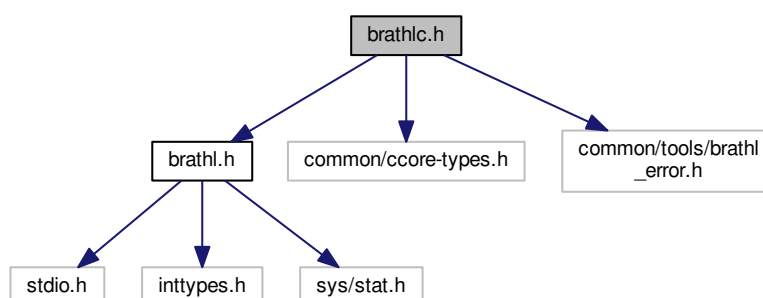 brathlc.h
brathl.h
common/ccore-types.h
common/tools/brathl
_error.h
stdio.h
inttypes.h
sys/stat.h